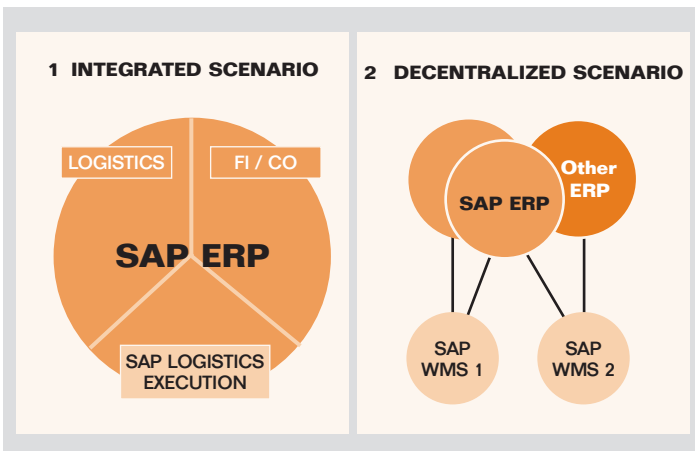 1 INTEGRATED SCENARIO
LOGISTICS
FI / CO
SAP ERP
SAP LOGISTICS
EXECUTION
2 DECENTRALIZED SCENARIO
Other
ERP
SAP ERP
SAP
WMS 1
SAP
WMS 2